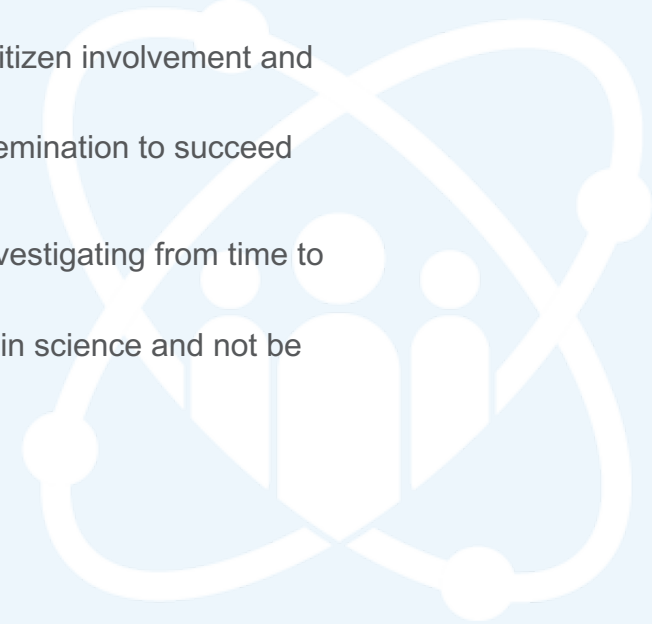 itizen involvement and
emination to succeed
vestigating from time to
in science and not be